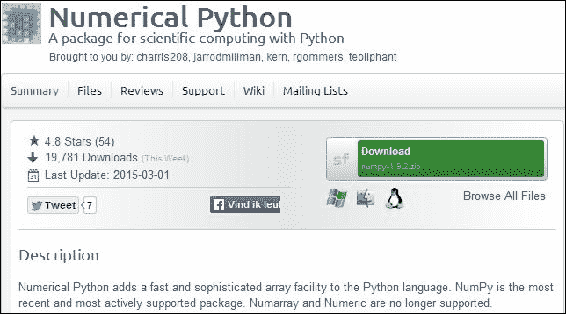 Numerical Python
A package for scientific computing with Python
Brought to you by: charris208, jarrodmillman, kern, rgommers, teoliphant
Summary Files Reviews Support Wiki Mailing Lists
4.8 Stars (54)
19,781 Downloads (This Week)
Last Update: 2015-03-01
Tweet 7
Vind ik leuk
sf Download
numpy-1.9.2.zip
Browse All Files
Description
Numerical Python adds a fast and sophisticated array facility to the Python language. NumPy is the most
recent and most actively supported package. Numarray and Numeric are no longer supported.